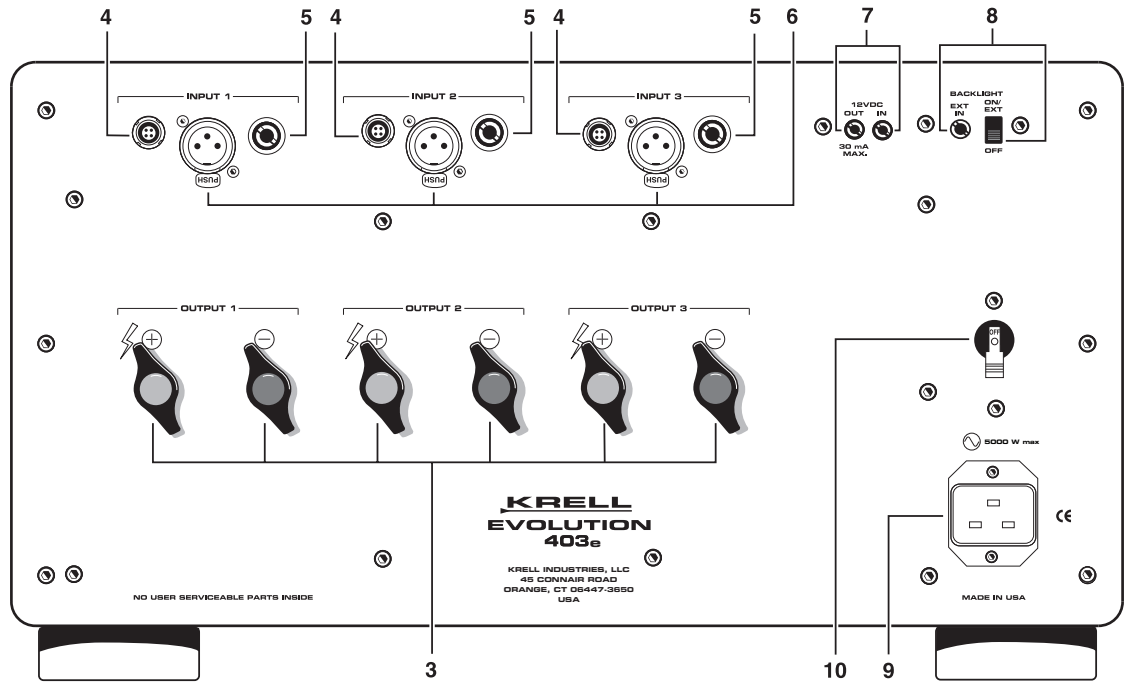 4 5 4 5 4 5 6 7 8
INPUT 1 INPUT 2 INPUT 3
BACKLIGHT
12VDC
OUT IN
30 mA
MAX.
EXT
IN
ON/
EXT
OFF
PUSH PUSH PUSH
OUTPUT 1 OUTPUT 2 OUTPUT 3
+ − + − + −
OFF
10
5000 W max
9
CE
3
KRELL
EVOLUTION
403e
KRELL INDUSTRIES, LLC
45 CONNAIR ROAD
ORANGE, CT 06447-3650
USA
NO USER SERVICEABLE PARTS INSIDE
MADE IN USA